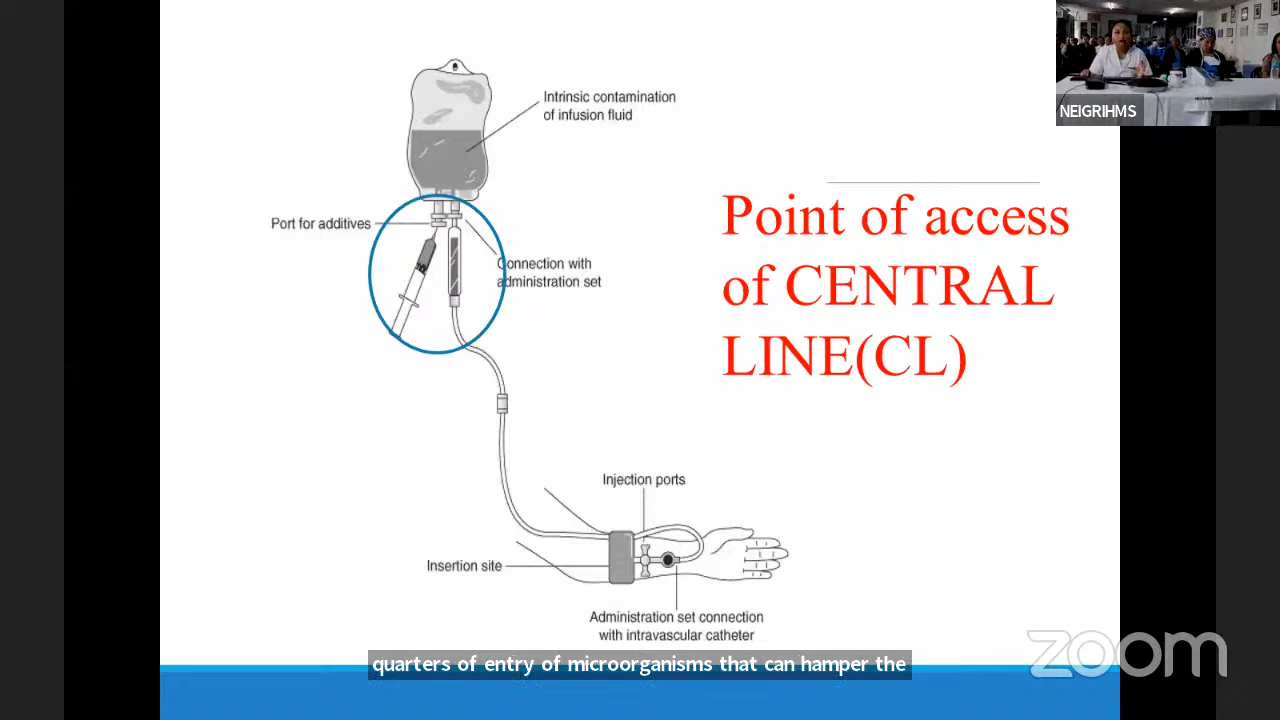 NEIGRIHMS
Intrinsic contamination
of infusion fluid
Port for additives
Connection with
administration set
Point of access
of CENTRAL
LINE(CL)
Injection ports
Insertion site
Administration set connection
with intravascular catheter
zoom
quarters of entry of microorganisms that can hamper the